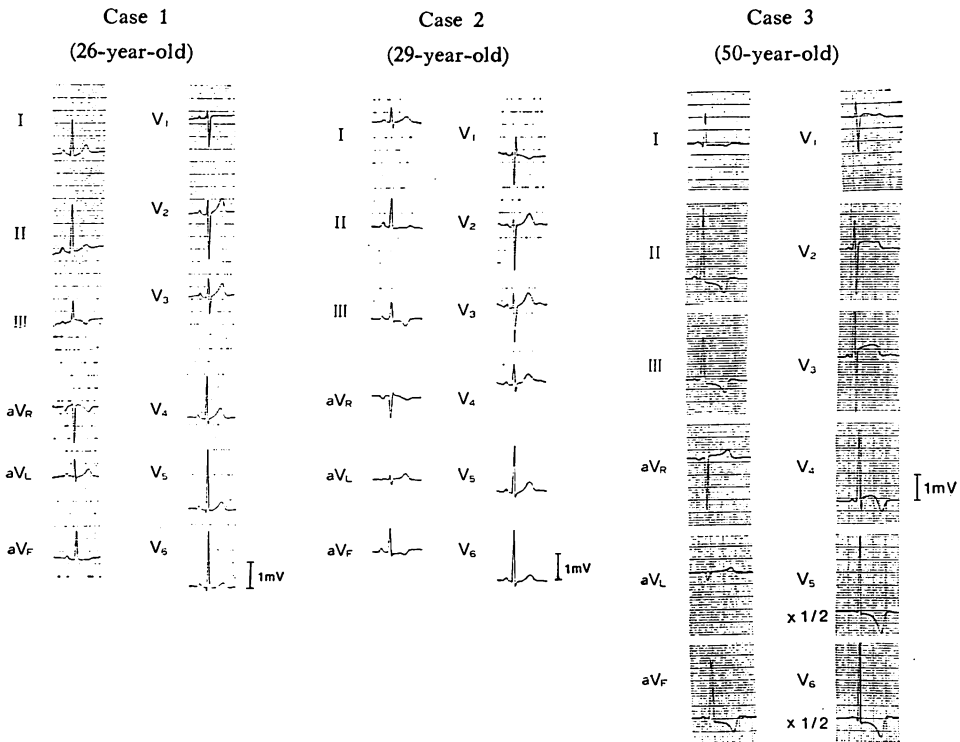 Case 1
(26-year-old)
I
II
III
aVR
aVL
aVF
V1
V2
V3
V4
V5
V6
1mV
Case 2
(29-year-old)
I
II
III
aVR
aVL
aVF
V1
V2
V3
V4
V5
V6
1mV
Case 3
(50-year-old)
I
II
III
aVR
aVL
aVF
V1
V2
V3
V4
V5
x 1/2
V6
x 1/2
1mV